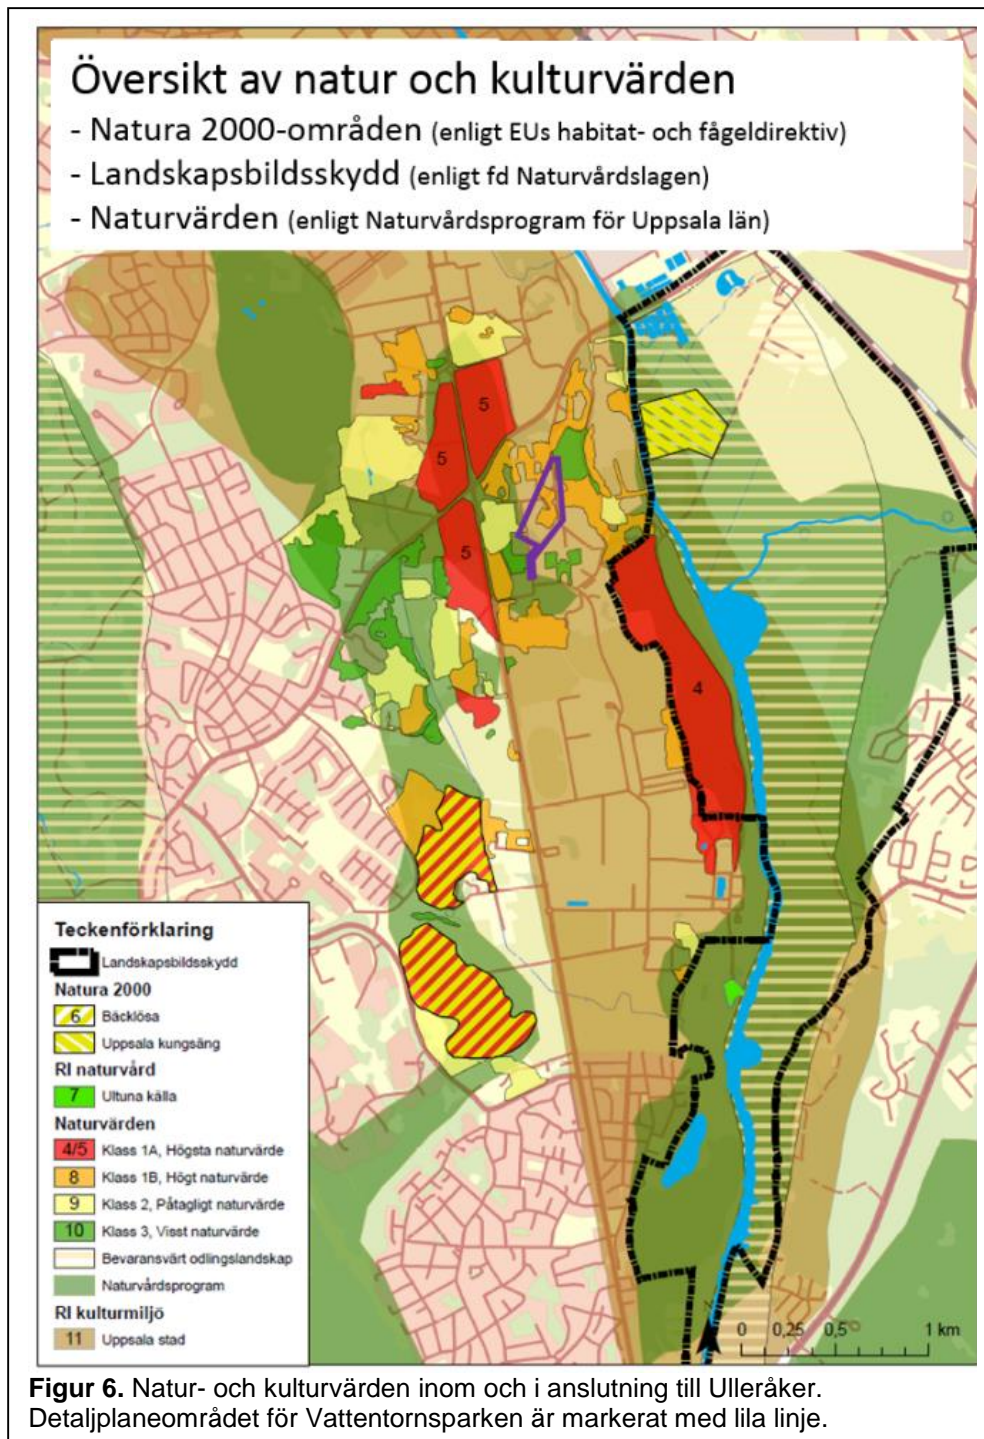 Översikt av natur och kulturvärden
- Natura 2000-områden (enligt EUs habitat- och fågeldirektiv)
- Landskapsbildsskydd (enligt fd Naturvårdslagen)
- Naturvärden (enligt Naturvårdsprogram för Uppsala län)
5
5
5
4
Teckenförklaring
Landskapsbildsskydd
Natura 2000
6 Bäcklösa
Uppsala kungsäng
RI naturvård
7 Ultuna källa
Naturvärden
4/5 Klass 1A, Högsta naturvärde
8 Klass 1B, Högt naturvärde
9 Klass 2, Påtagligt naturvärde
10 Klass 3, Visst naturvärde
Bevaransvärt odlingslandskap
Naturvårdsprogram
RI kulturmiljö
11 Uppsala stad
0 0,25 0,5 1 km
Figur 6. Natur- och kulturvärden inom och i anslutning till Ulleråker.
Detaljplaneområdet för Vattentornsparken är markerat med lila linje.